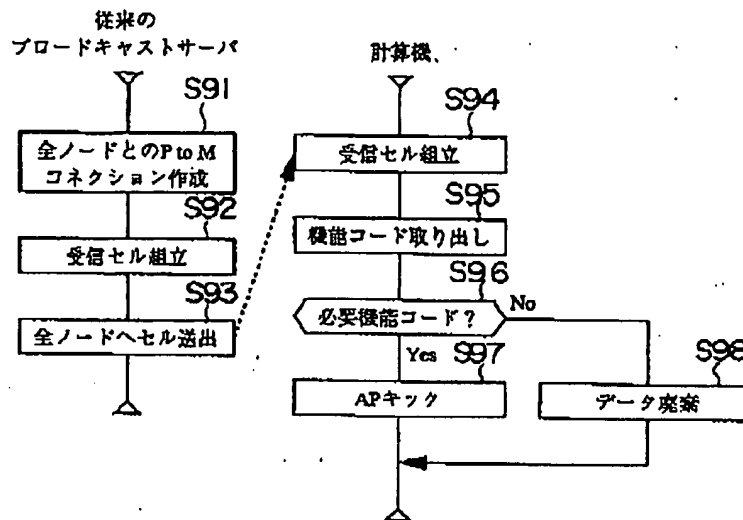 従来の
ブロードキャストサーバ
S91
全ノードとのP to M
コネクション作成
S92
受信セル組立
S93
全ノードへセル送出
計算機、
S94
受信セル組立
S95
機能コード取り出し
S96
必要機能コード?
No
Yes
S97
APキック
S98
データ廃棄